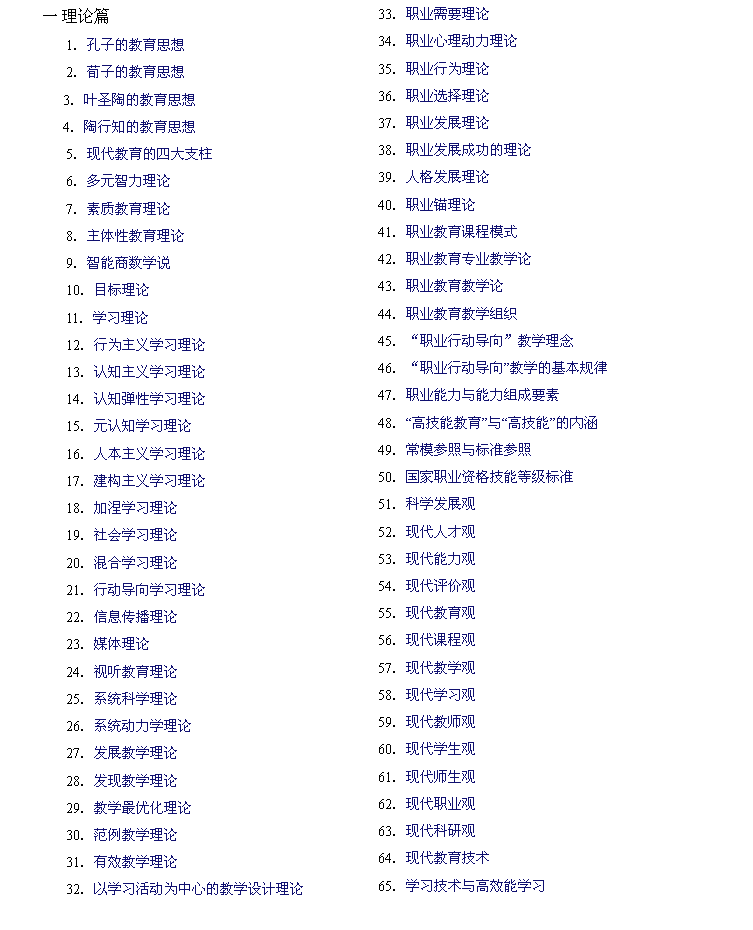 一 理论篇
1. 孔子的教育思想
2. 荀子的教育思想
3. 叶圣陶的教育思想
4. 陶行知的教育思想
5. 现代教育的四大支柱
6. 多元智力理论
7. 素质教育理论
8. 主体性教育理论
9. 智能商数学说
10. 目标理论
11. 学习理论
12. 行为主义学习理论
13. 认知主义学习理论
14. 认知弹性学习理论
15. 元认知学习理论
16. 人本主义学习理论
17. 建构主义学习理论
18. 加涅学习理论
19. 社会学习理论
20. 混合学习理论
21. 行动导向学习理论
22. 信息传播理论
23. 媒体理论
24. 视听教育理论
25. 系统科学理论
26. 系统动力学理论
27. 发展教学理论
28. 发现教学理论
29. 教学最优化理论
30. 范例教学理论
31. 有效教学理论
32. 以学习活动为中心的教学设计理论
33. 职业需要理论
34. 职业心理动力理论
35. 职业行为理论
36. 职业选择理论
37. 职业发展理论
38. 职业发展成功的理论
39. 人格发展理论
40. 职业锚理论
41. 职业教育课程模式
42. 职业教育专业教学论
43. 职业教育教学论
44. 职业教育教学组织
45. “职业行动导向”教学理念
46. “职业行动导向”教学的基本规律
47. 职业能力与能力组成要素
48. “高技能教育”与“高技能”的内涵
49. 常模参照与标准参照
50. 国家职业资格技能等级标准
51. 科学发展观
52. 现代人才观
53. 现代能力观
54. 现代评价观
55. 现代教育观
56. 现代课程观
57. 现代教学观
58. 现代学习观
59. 现代教师观
60. 现代学生观
61. 现代师生观
62. 现代职业观
63. 现代科研观
64. 现代教育技术
65. 学习技术与高效能学习